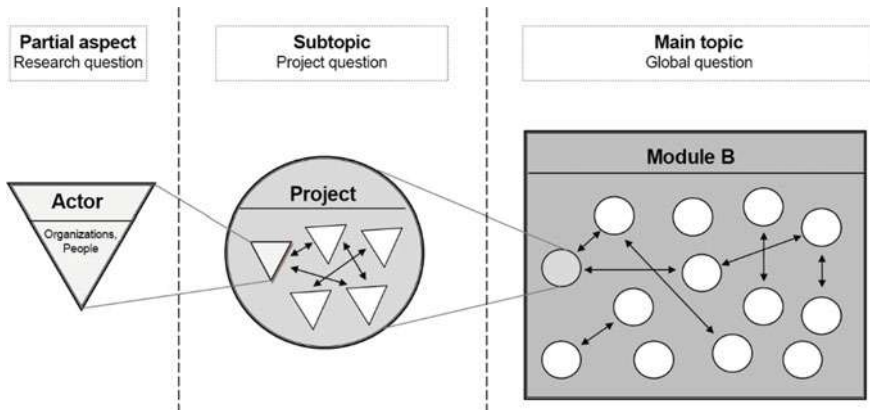 Partial aspect
Research question
Subtopic
Project question
Main topic
Global question
Actor
Organizations,
People
Project
Module B